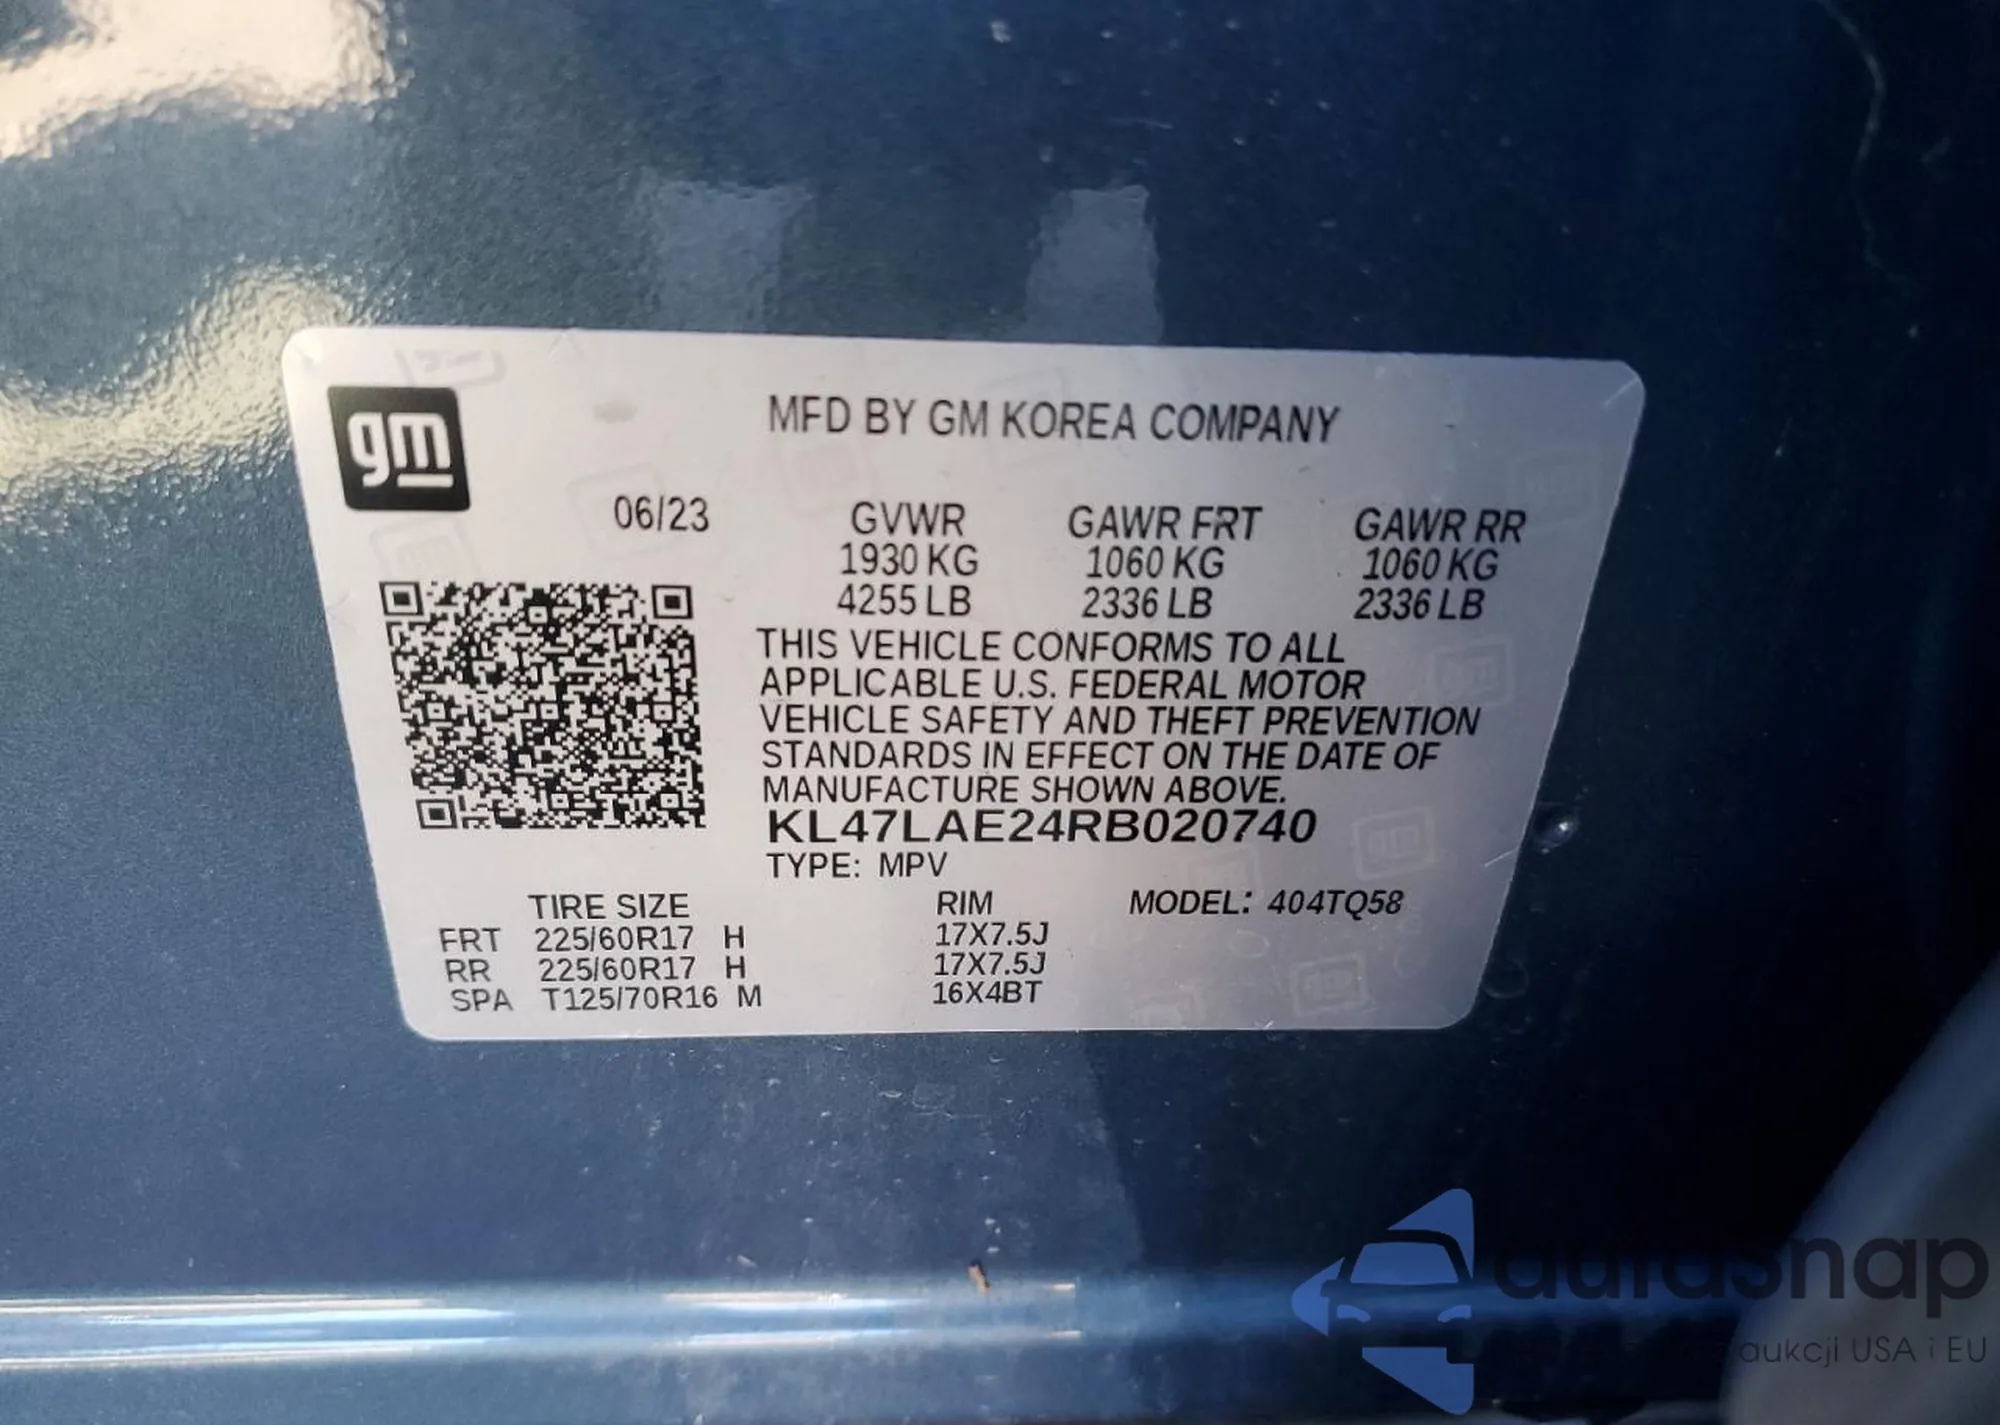 gm
MFD BY GM KOREA COMPANY
06/23 GVWR GAWR FRT GAWR RR
1930 KG 1060 KG 1060 KG
4255 LB 2336 LB 2336 LB
THIS VEHICLE CONFORMS TO ALL
APPLICABLE U.S. FEDERAL MOTOR
VEHICLE SAFETY AND THEFT PREVENTION
STANDARDS IN EFFECT ON THE DATE OF
MANUFACTURE SHOWN ABOVE.
KL47LAE24RB020740
TYPE: MPV
TIRE SIZE RIM MODEL: 404TQ58
FRT 225/60R17 H 17X7.5J
RR 225/60R17 H 17X7.5J
SPA T125/70R16 M 16X4BT
autasnap
aukcji USA i EU